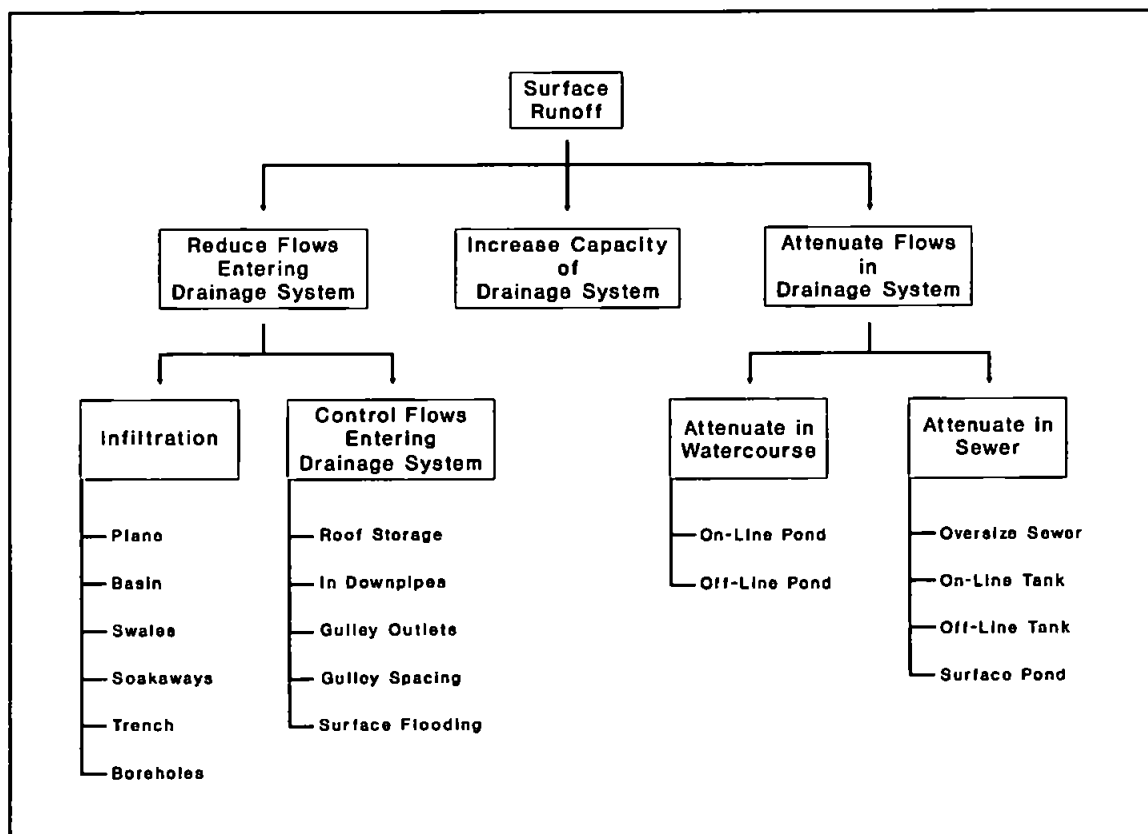 Surface
Runoff
Reduce Flows
Entering
Drainage System
Increase Capacity
of
Drainage System
Attenuate Flows
in
Drainage System
Infiltration
Control Flows
Entering
Drainage System
Attenuate in
Watercourse
Attenuate in
Sewer
Plane
Basin
Swales
Soakaways
Trench
Boreholes
Roof Storage
In Downpipes
Gulley Outlets
Gulley Spacing
Surface Flooding
On-Line Pond
Off-Line Pond
Oversize Sewer
On-Line Tank
Off-Line Tank
Surface Pond